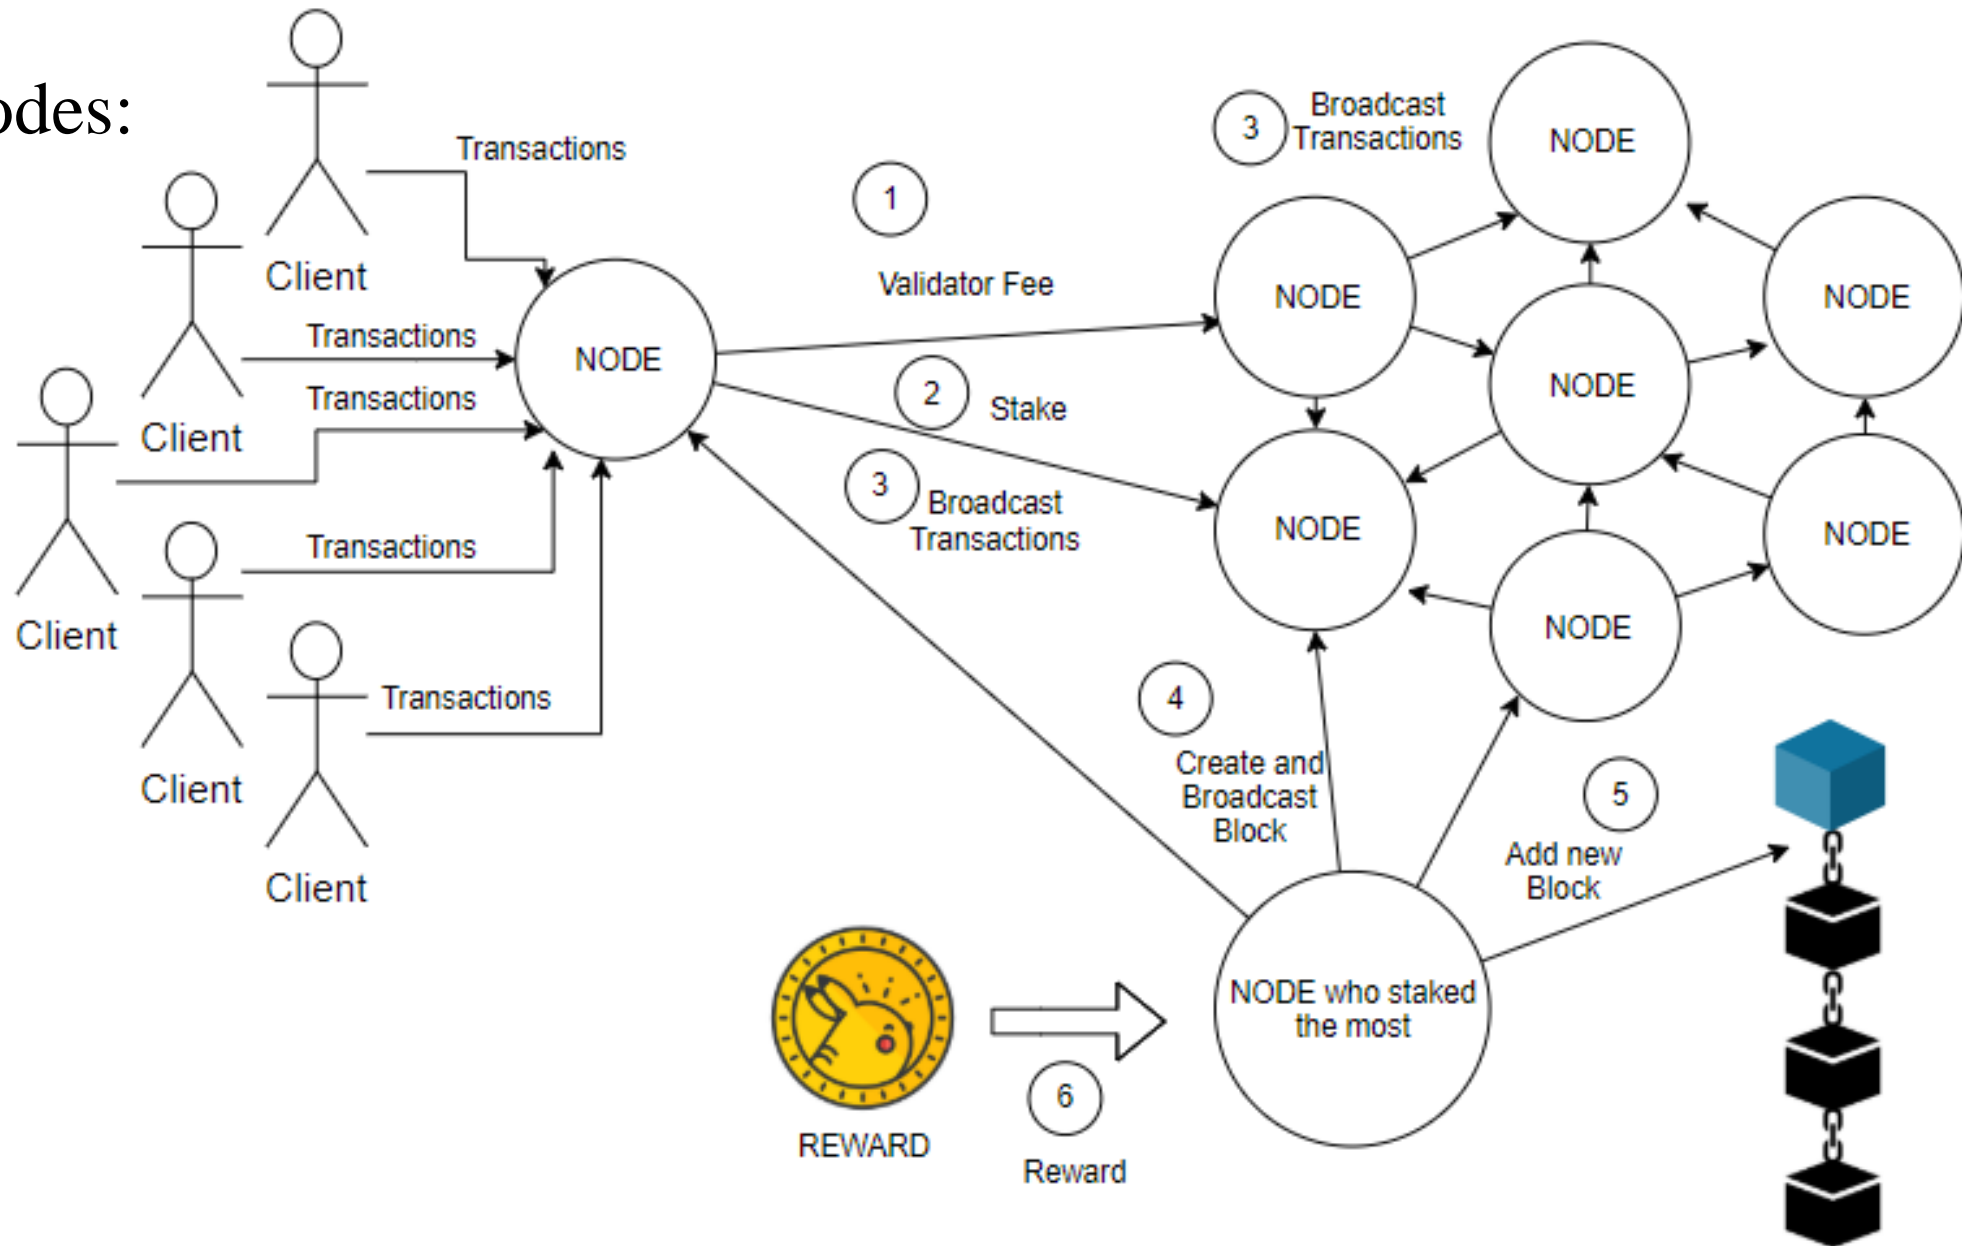 odes:
Client
Transactions
Client
Transactions
Client
Transactions
Client
Transactions
Client
Transactions
NODE
1
Validator Fee
2
Stake
3
Broadcast
Transactions
3
Broadcast
Transactions
NODE
NODE
NODE
NODE
NODE
NODE
NODE
4
Create and
Broadcast
Block
5
Add new
Block
NODE who staked
the most
REWARD
6
Reward